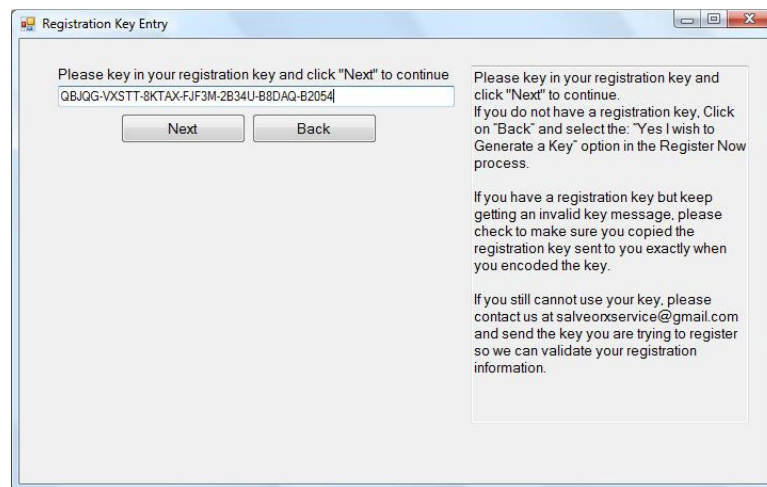 Registration Key Entry
Please key in your registration key and click "Next" to continue
QBJQG-VXSTT-8KTAX-FJF3M-2B34U-B8DAQ-B2054
Next Back
Please key in your registration key and
click "Next" to continue.
If you do not have a registration key, Click
on "Back" and select the: "Yes I wish to
Generate a Key" option in the Register Now
process.
If you have a registration key but keep
getting an invalid key message, please
check to make sure you copied the
registration key sent to you exactly when
you encoded the key.
If you still cannot use your key, please
contact us at salveorxservice@gmail.com
and send the key you are trying to register
so we can validate your registration
information.